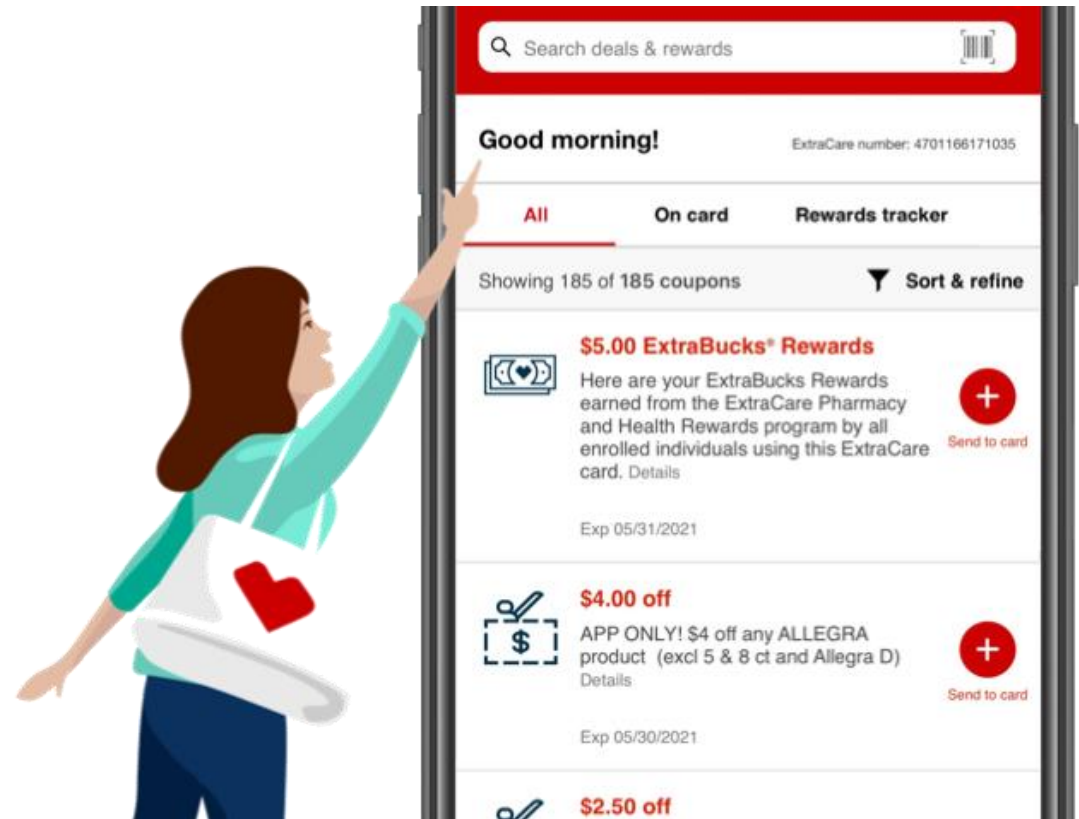 Search deals & rewards
Good morning!
ExtraCare number: 4701166171035
All On card Rewards tracker
Showing 185 of 185 coupons Sort & refine
$5.00 ExtraBucks® Rewards
Here are your ExtraBucks Rewards
earned from the ExtraCare Pharmacy
and Health Rewards program by all
enrolled individuals using this ExtraCare
card. Details
Send to card
Exp 05/31/2021
$4.00 off
$
APP ONLY! $4 off any ALLEGRA
product (excl 5 & 8 ct and Allegra D)
Details
Send to card
Exp 05/30/2021
$2.50 off